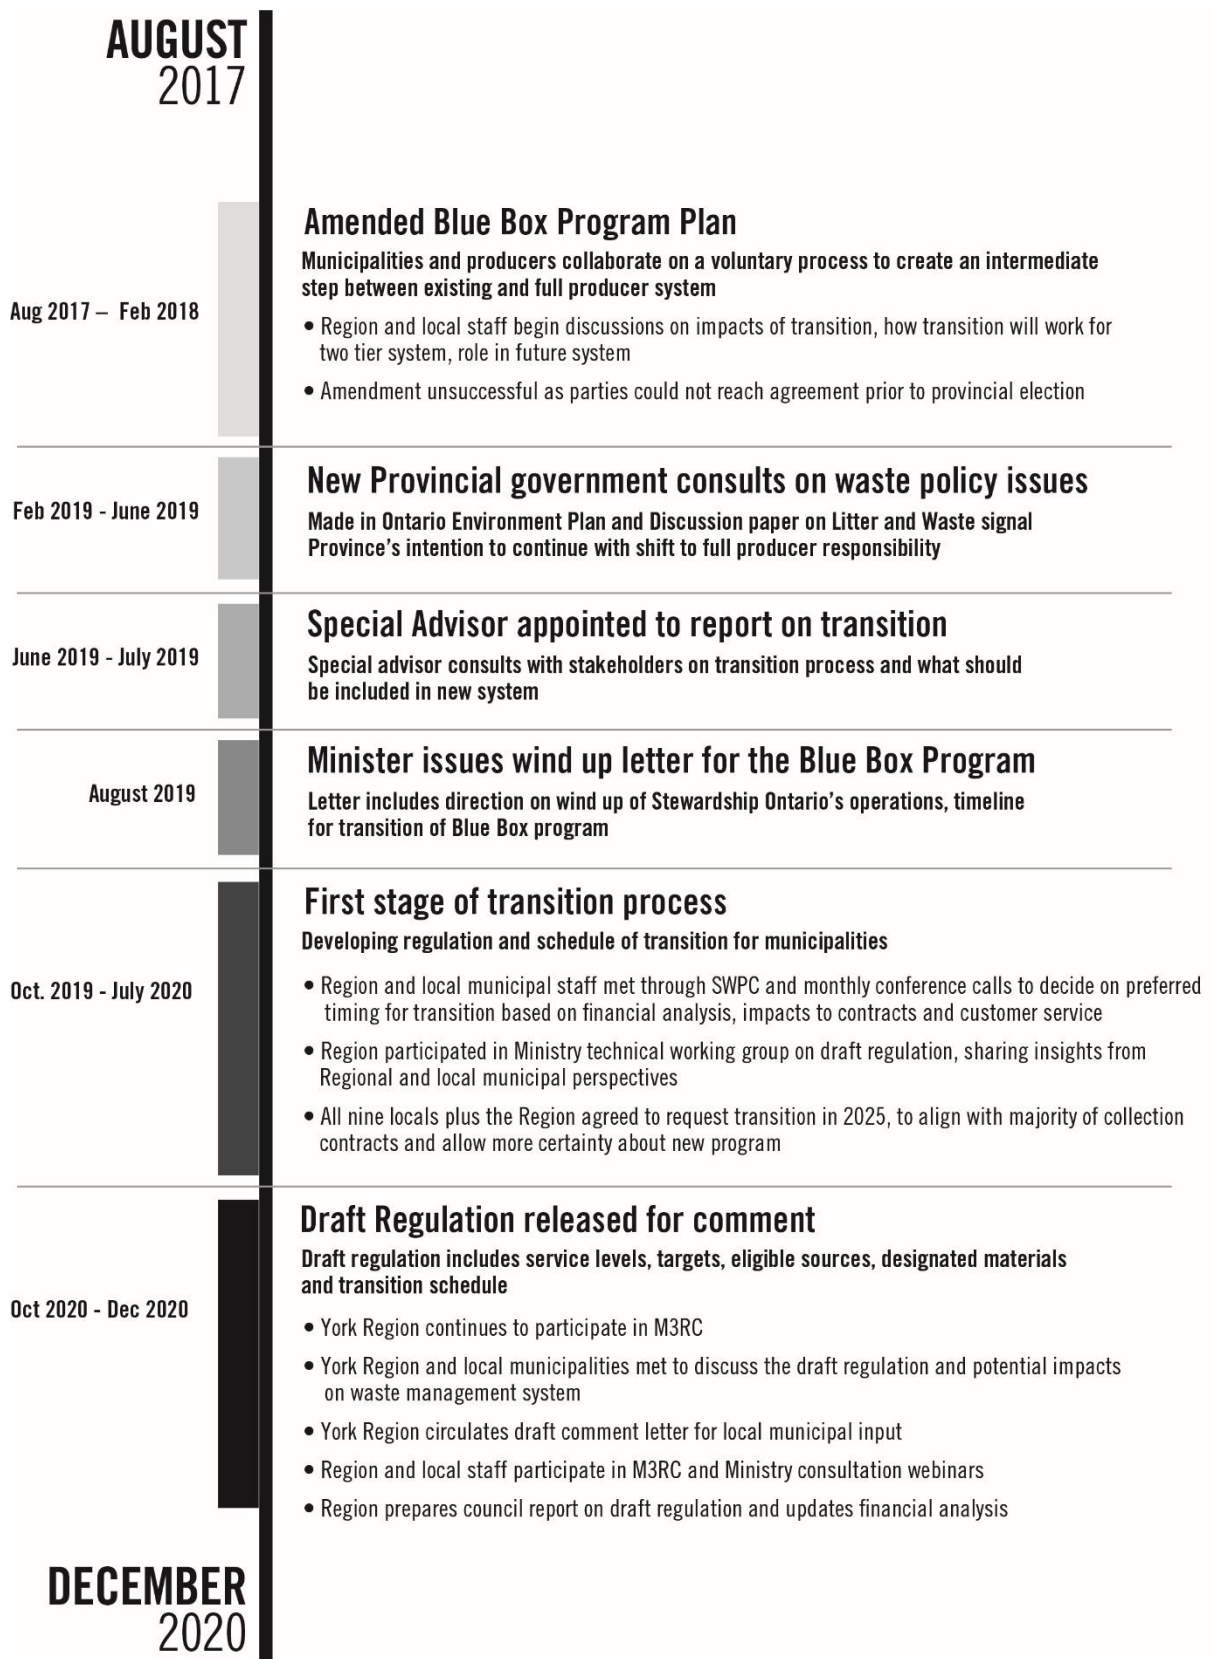 AUGUST
2017
Aug 2017 – Feb 2018
Amended Blue Box Program Plan
Municipalities and producers collaborate on a voluntary process to create an intermediate
step between existing and full producer system
• Region and local staff begin discussions on impacts of transition, how transition will work for
two tier system, role in future system
• Amendment unsuccessful as parties could not reach agreement prior to provincial election
Feb 2019 - June 2019
New Provincial government consults on waste policy issues
Made in Ontario Environment Plan and Discussion paper on Litter and Waste signal
Province's intention to continue with shift to full producer responsibility
June 2019 - July 2019
Special Advisor appointed to report on transition
Special advisor consults with stakeholders on transition process and what should
be included in new system
August 2019
Minister issues wind up letter for the Blue Box Program
Letter includes direction on wind up of Stewardship Ontario's operations, timeline
for transition of Blue Box program
Oct. 2019 - July 2020
First stage of transition process
Developing regulation and schedule of transition for municipalities
• Region and local municipal staff met through SWPC and monthly conference calls to decide on preferred
timing for transition based on financial analysis, impacts to contracts and customer service
• Region participated in Ministry technical working group on draft regulation, sharing insights from
Regional and local municipal perspectives
• All nine locals plus the Region agreed to request transition in 2025, to align with majority of collection
contracts and allow more certainty about new program
Oct 2020 - Dec 2020
Draft Regulation released for comment
Draft regulation includes service levels, targets, eligible sources, designated materials
and transition schedule
• York Region continues to participate in M3RC
• York Region and local municipalities met to discuss the draft regulation and potential impacts
on waste management system
• York Region circulates draft comment letter for local municipal input
• Region and local staff participate in M3RC and Ministry consultation webinars
• Region prepares council report on draft regulation and updates financial analysis
DECEMBER
2020